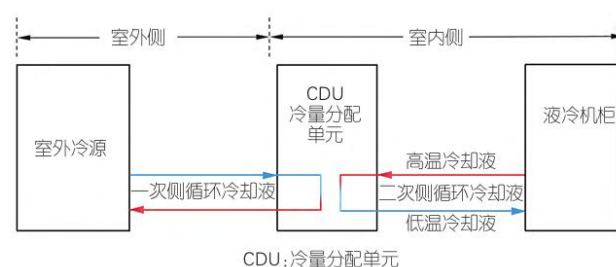 室外侧
室内侧
室外冷源
CDU
冷量分配
单元
液冷机柜
高温冷却液
一次侧循环冷却液
二次侧循环冷却液
低温冷却液
CDU:冷量分配单元